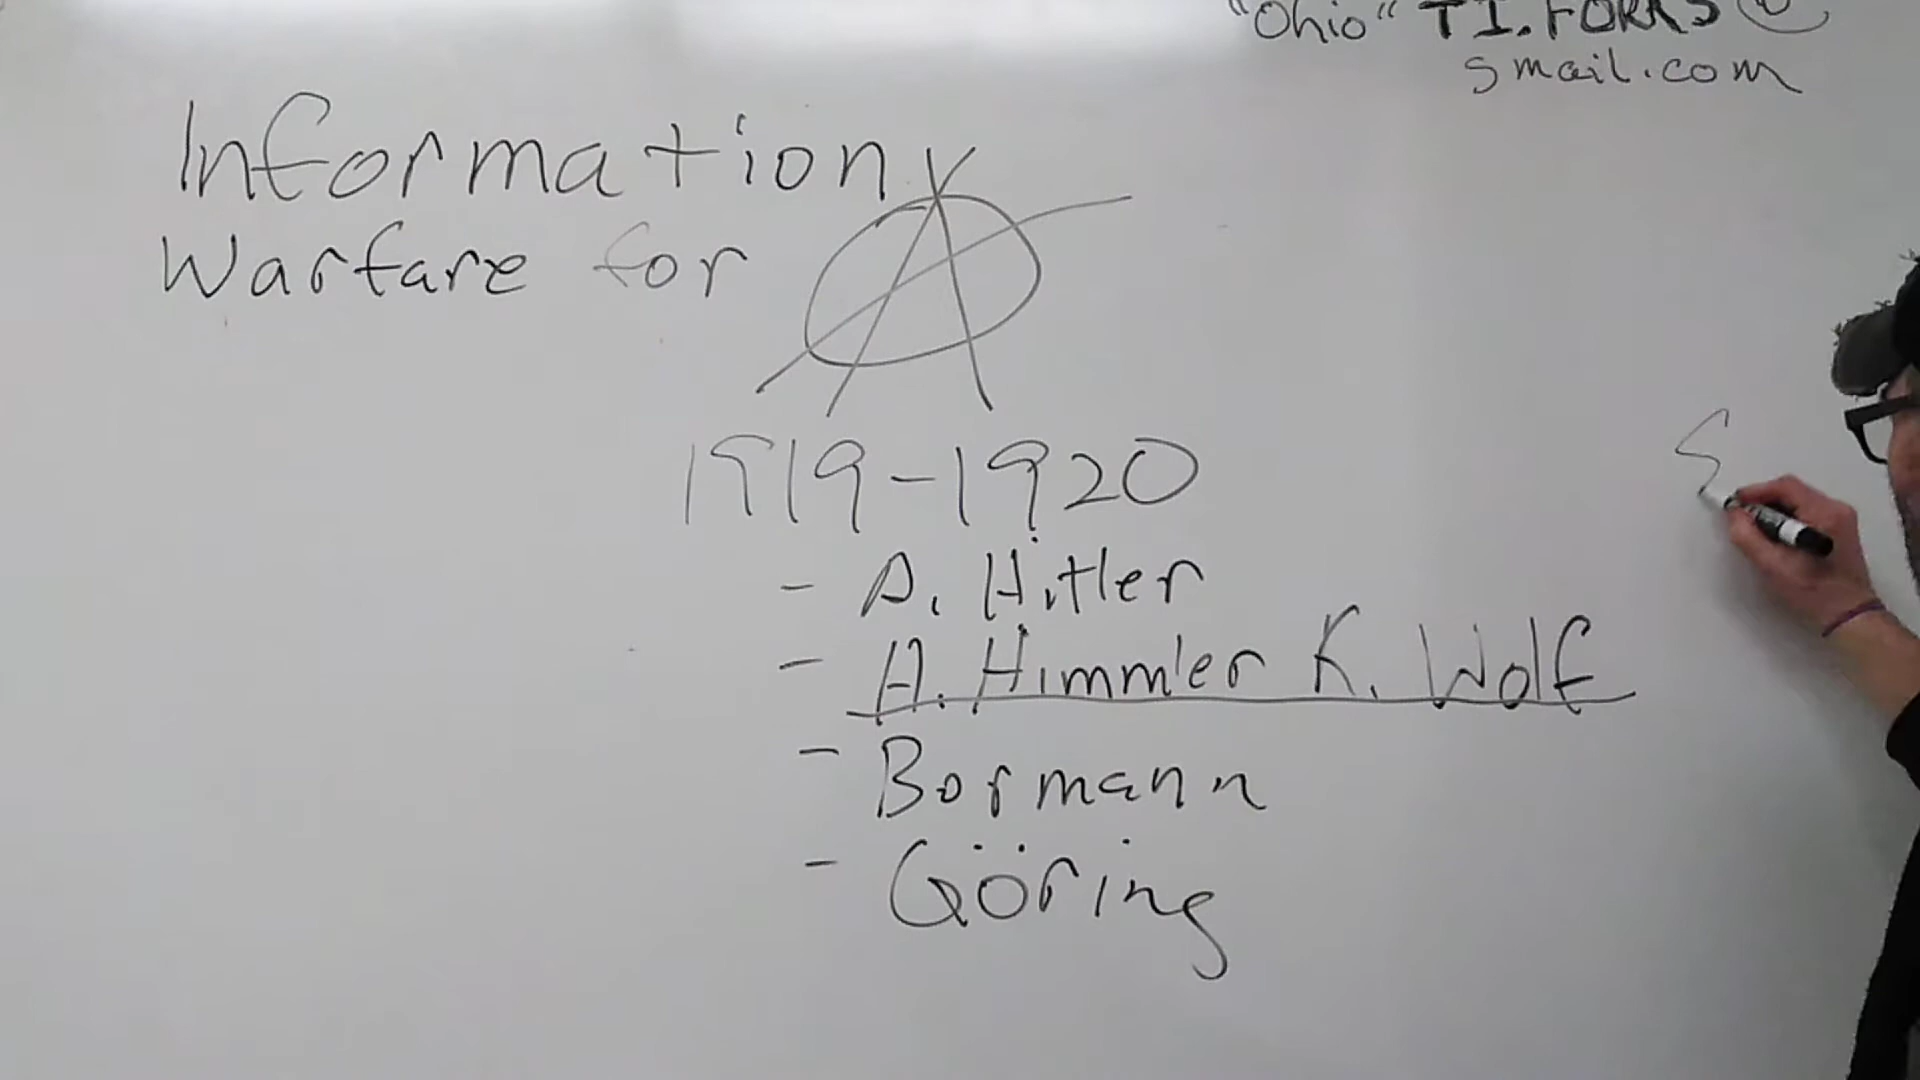 "Ohio" TI.FORKS@
gmail.com
Information
Warfare for A
1919-1920
- A. Hitler
- H. Himmler K. Wolf
- Bormann
- Göring
S